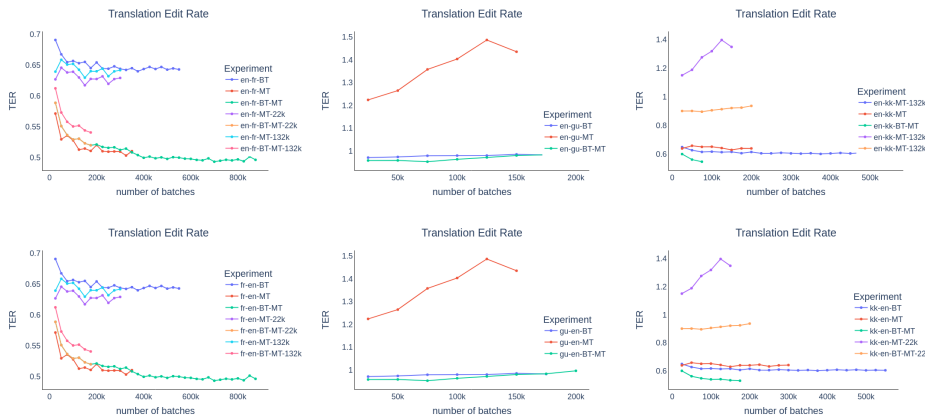 Translation Edit Rate
0.7
0.65
0.6
0.55
0.5
TER
0
200k
400k
600k
800k
number of batches
Experiment
en-fr-BT
en-fr-MT
en-fr-BT-MT
en-fr-MT-22k
en-fr-BT-MT-22k
en-fr-MT-132k
en-fr-BT-MT-132k
Translation Edit Rate
1.5
1.4
1.3
1.2
1.1
1
TER
50k
100k
150k
200k
number of batches
Experiment
en-gu-BT
en-gu-MT
en-gu-BT-MT
Translation Edit Rate
1.4
1.2
1
0.8
0.6
TER
0
100k
200k
300k
400k
500k
number of batches
Experiment
en-kk-MT-132k
en-kk-MT
en-kk-BT-MT
en-kk-MT-132k
en-kk-MT-132k
Translation Edit Rate
0.7
0.65
0.6
0.55
0.5
TER
0
200k
400k
600k
800k
number of batches
Experiment
fr-en-BT
fr-en-MT
fr-en-BT-MT
fr-en-MT-22k
fr-en-BT-MT-22k
fr-en-MT-132k
fr-en-BT-MT-132k
Translation Edit Rate
1.5
1.4
1.3
1.2
1.1
1
TER
50k
100k
150k
200k
number of batches
Experiment
gu-en-BT
gu-en-MT
gu-en-BT-MT
Translation Edit Rate
1.4
1.2
1
0.8
0.6
TER
0
100k
200k
300k
400k
500k
number of batches
Experiment
kk-en-BT
kk-en-MT
kk-en-BT-MT
kk-en-MT-22k
kk-en-BT-MT-22